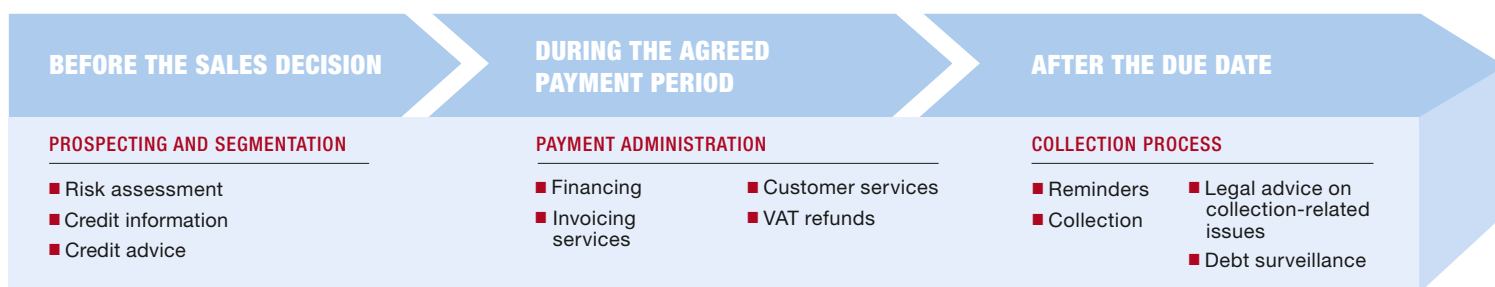 BEFORE THE SALES DECISION
DURING THE AGREED
PAYMENT PERIOD
AFTER THE DUE DATE
PROSPECTING AND SEGMENTATION
Risk assessment
Credit information
Credit advice
PAYMENT ADMINISTRATION
Financing
Invoicing
services
Customer services
VAT refunds
COLLECTION PROCESS
Reminders
Collection
Legal advice on
collection-related
issues
Debt surveillance